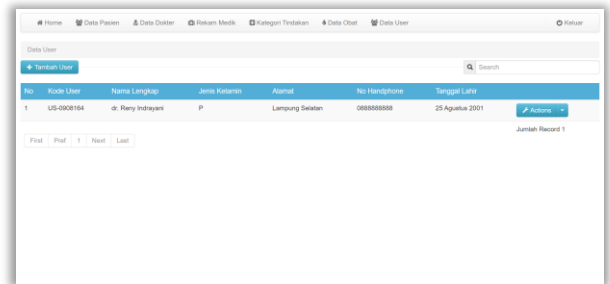 Home Data Pasien Data Dokter Rekam Medik Kategori Tindakan Data Obat Data User Keluar
Data User
+ Tambah User Search
No Kode User Nama Lengkap Jenis Kelamin Alamat No Handphone Tanggal Lahir
1 US-0908164 dr. Reny Indrayani P Lampung Selatan 0888888888 25 Agustus 2001 Actions
Jumlah Record 1
First Pref 1 Next Last